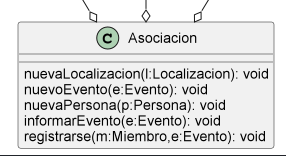 C Asociacion
nuevaLocalizacion(l:Localizacion): void
nuevoEvento(e:Evento): void
nuevaPersona(p:Persona): void
informarEvento(e:Evento): void
registrarse(m:Miembro,e:Evento): void